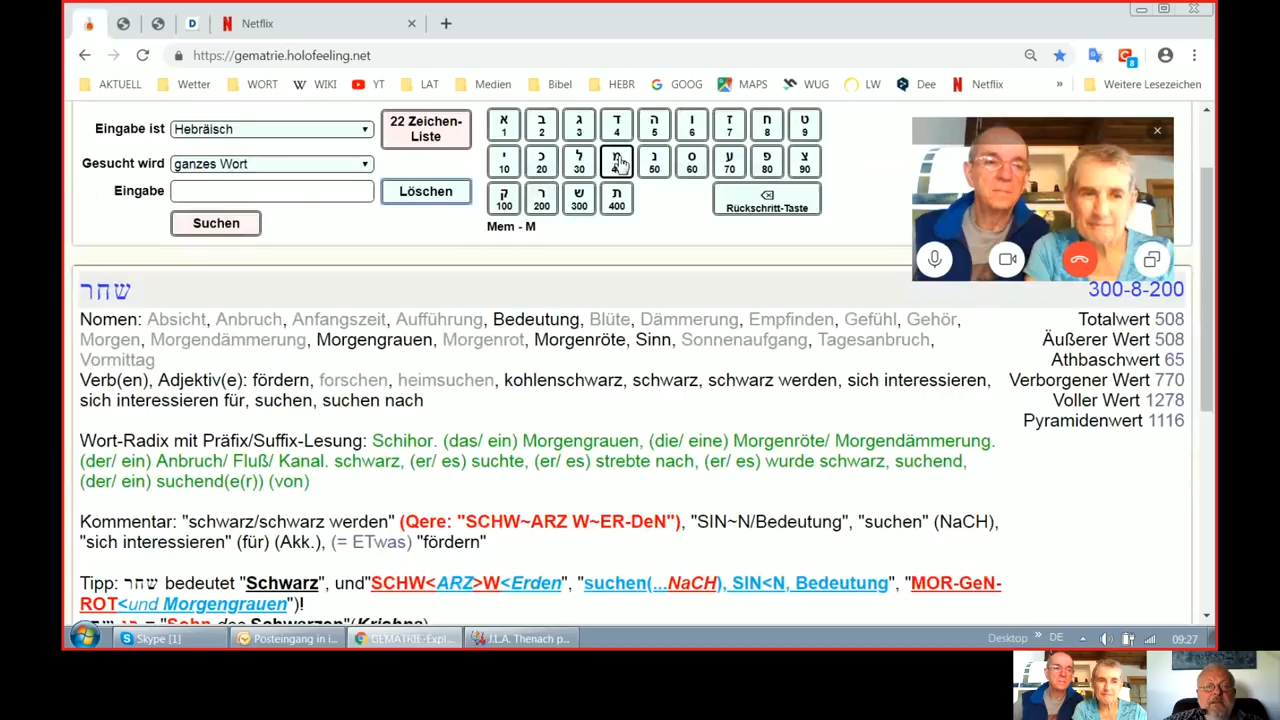 Netflix
https://gematrie.holofeeling.net
AKTUELL Wetter WORT WIKI YT LAT Medien Bibel HEBR GOOG MAPS WUG LW Dee Netflix » Weitere Lesezeichen
Eingabe ist Hebräisch
22 Zeichen-Liste
Gesucht wird ganzes Wort
Eingabe Löschen
Suchen
א ב ג ד ה ו ז ח ט
1 2 3 4 5 6 7 8 9
י כ ל מ נ ס ע פ צ
10 20 30 50 60 70 80 90
ק ר ש ת
100 200 300 400 Rückschritt-Taste
Mem - M
שחר 300-8-200
Nomen: Absicht, Anbruch, Anfangszeit, Aufführung, Bedeutung, Blüte, Dämmerung, Empfinden, Gefühl, Gehör,
Morgen, Morgendämmerung, Morgengrauen, Morgenrot, Morgenröte, Sinn, Sonnenaufgang, Tagesanbruch,
Vormittag
Verb(en), Adjektiv(e): fördern, forschen, heimsuchen, kohlenschwarz, schwarz, schwarz werden, sich interessieren,
sich interessieren für, suchen, suchen nach
Totalwert 508
Äußerer Wert 508
Athbaschwert 65
Verborgener Wert 770
Voller Wert 1278
Pyramidenwert 1116
Wort-Radix mit Präfix/Suffix-Lesung: Schihor. (das/ ein) Morgengrauen, (die/ eine) Morgenröte/ Morgendämmerung.
(der/ ein) Anbruch/ Fluß/ Kanal. schwarz, (er/ es) suchte, (er/ es) strebte nach, (er/ es) wurde schwarz, suchend,
(der/ ein) suchend(e(r)) (von)
Kommentar: "schwarz/schwarz werden" (Qere: "SCHW~ARZ W~ER-DeN"), "SIN~N/Bedeutung", "suchen" (NaCH),
"sich interessieren" (für) (Akk.), (= ETwas) "fördern"
Tipp: שחר bedeutet "Schwarz", und"SCHW<ARZ>W<Erden", "suchen(...NaCH), SIN<N, Bedeutung", "MOR-GeN-
ROT<und Morgengrauen")!
Skype [1] Posteingang in i... GEMATRIE-Expl... J.L.A. Thenach p... Desktop » DE 09:27